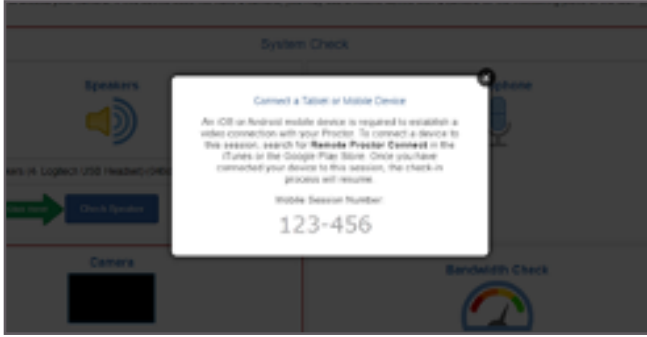 System Check
Speakers
Connect a Tablet or Mobile Device
An iOS or Android mobile device is required to establish a
video connection with your Proctor. To connect a device to
this session, search for Remote Proctor Connect in the
iTunes or the Google Play Store. Once you have
connected your device to this session, the check-in
process will resume.
Mobile Session Number:
123-456
Check Speaker
Camera
Bandwidth Check